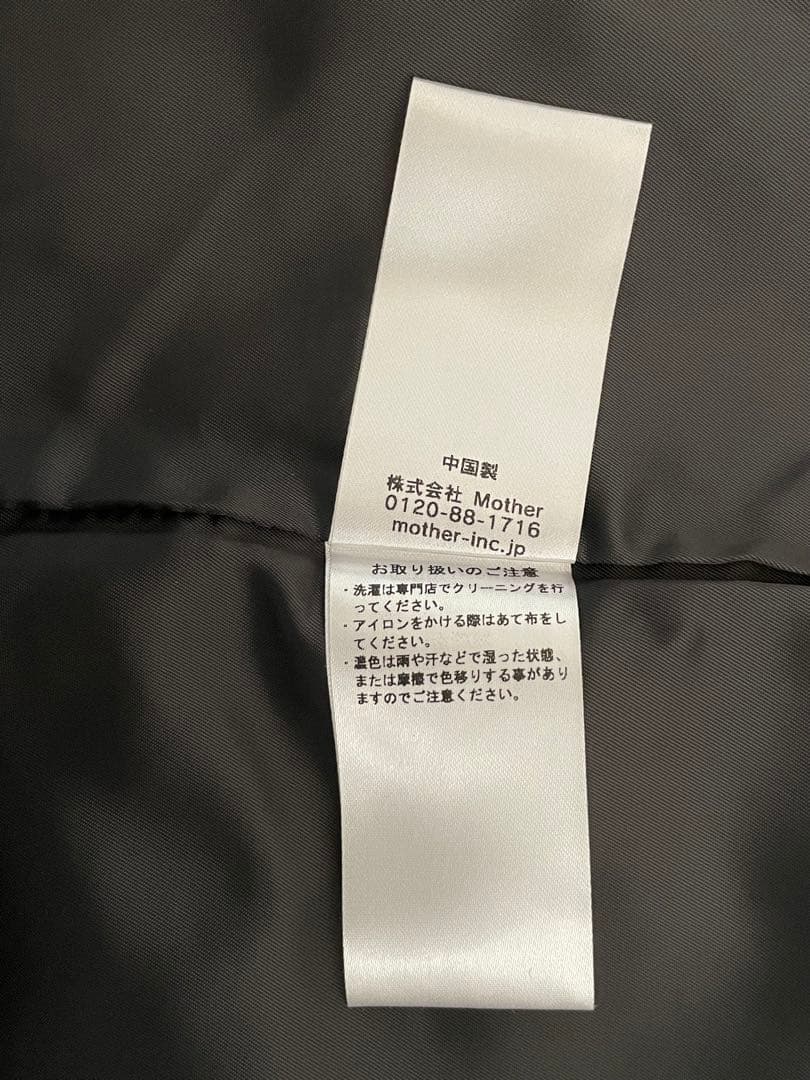 中国製
株式会社 Mother
0120-88-1716
mother-inc.jp
お取り扱いのご注意
・洗濯は専門店でクリーニングを行
ってください。
・アイロンをかける際はあて布をし
てください。
・濃色は雨や汗などで湿った状態、
または摩擦で色移りする事があり
ますのでご注意ください。